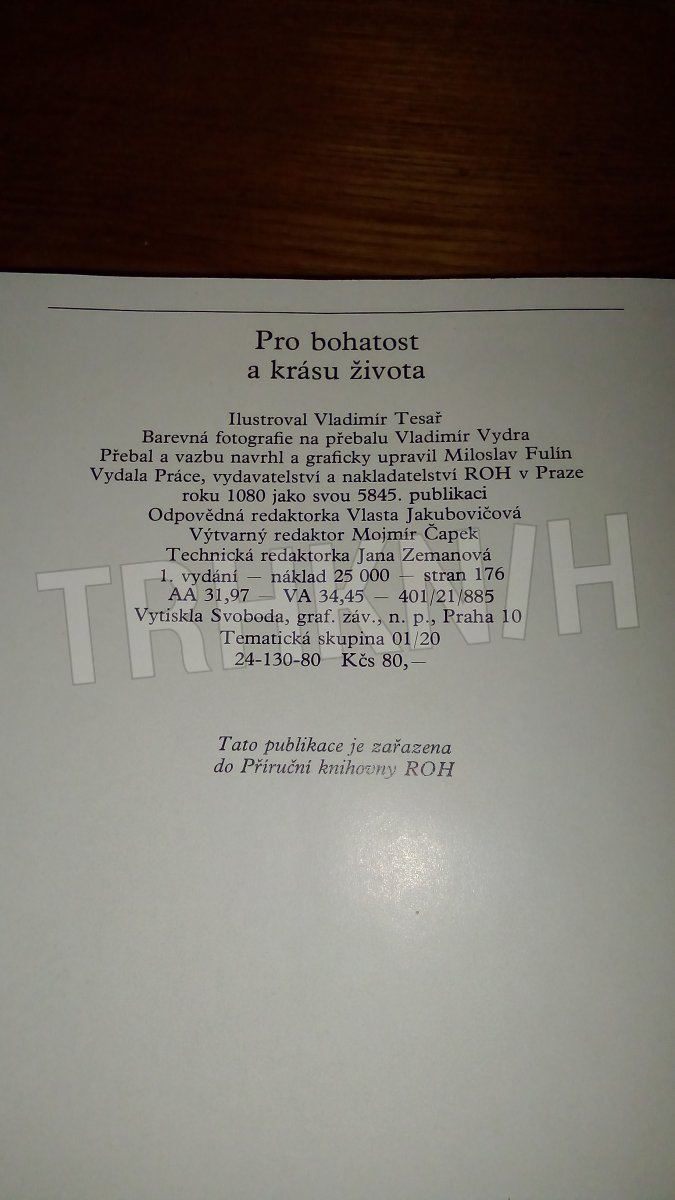 Pro bohatost
a krásu života
Ilustroval Vladimír Tesař
Barevná fotografie na přebalu Vladimír Vydra
Přebal a vazbu navrhl a graficky upravil Miloslav Fulín
Vydala Práce, vydavatelství a nakladatelství ROH v Praze
roku 1080 jako svou 5845. publikaci
Odpovědná redaktorka Vlasta Jakubovičová
Výtvarný redaktor Mojmír Čapek
Technická redaktorka Jana Zemanová
1. vydání — náklad 25 000 — stran 176
AA 31,97 — VA 34,45 — 401/21/885
Vytiskla Svoboda, graf. záv., n. p., Praha 10
Tematická skupina 01/20
24-130-80 Kčs 80,—
Tato publikace je zařazena
do Příruční knihovny ROH
TRHKNIH